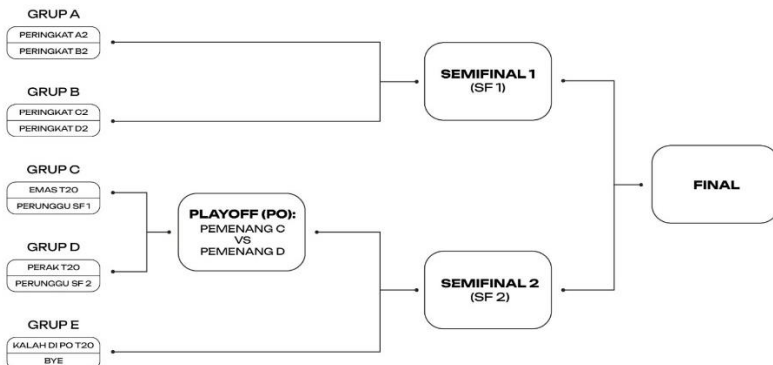 GRUP A
PERINGKAT A2
PERINGKAT B2
GRUP B
PERINGKAT C2
PERINGKAT D2
GRUP C
EMAS T20
PERUNGGU SF 1
GRUP D
PERAK T20
PERUNGGU SF 2
GRUP E
KALAH DI PO T20
BYE
PLAYOFF (PO):
PEMENANG C
VS
PEMENANG D
SEMIFINAL 1
(SF 1)
SEMIFINAL 2
(SF 2)
FINAL